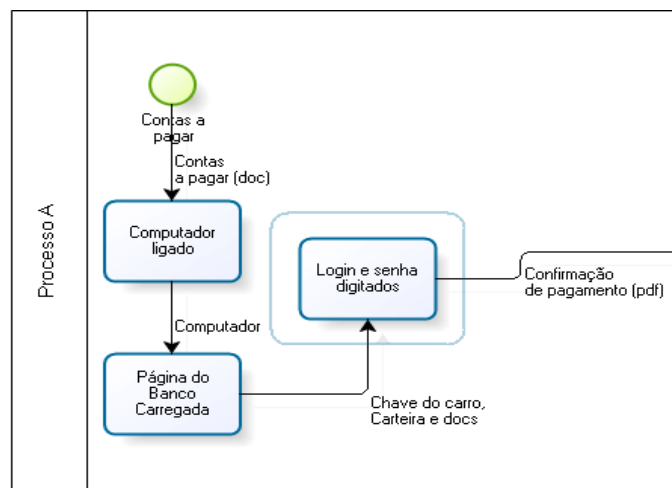 Processo A
Contas a
pagar
Contas
a pagar (doc)
Computador
ligado
Computador
Página do
Banco
Carregada
Chave do carro,
Carteira e docs
Login e senha
digitados
Confirmação
de pagamento (pdf)